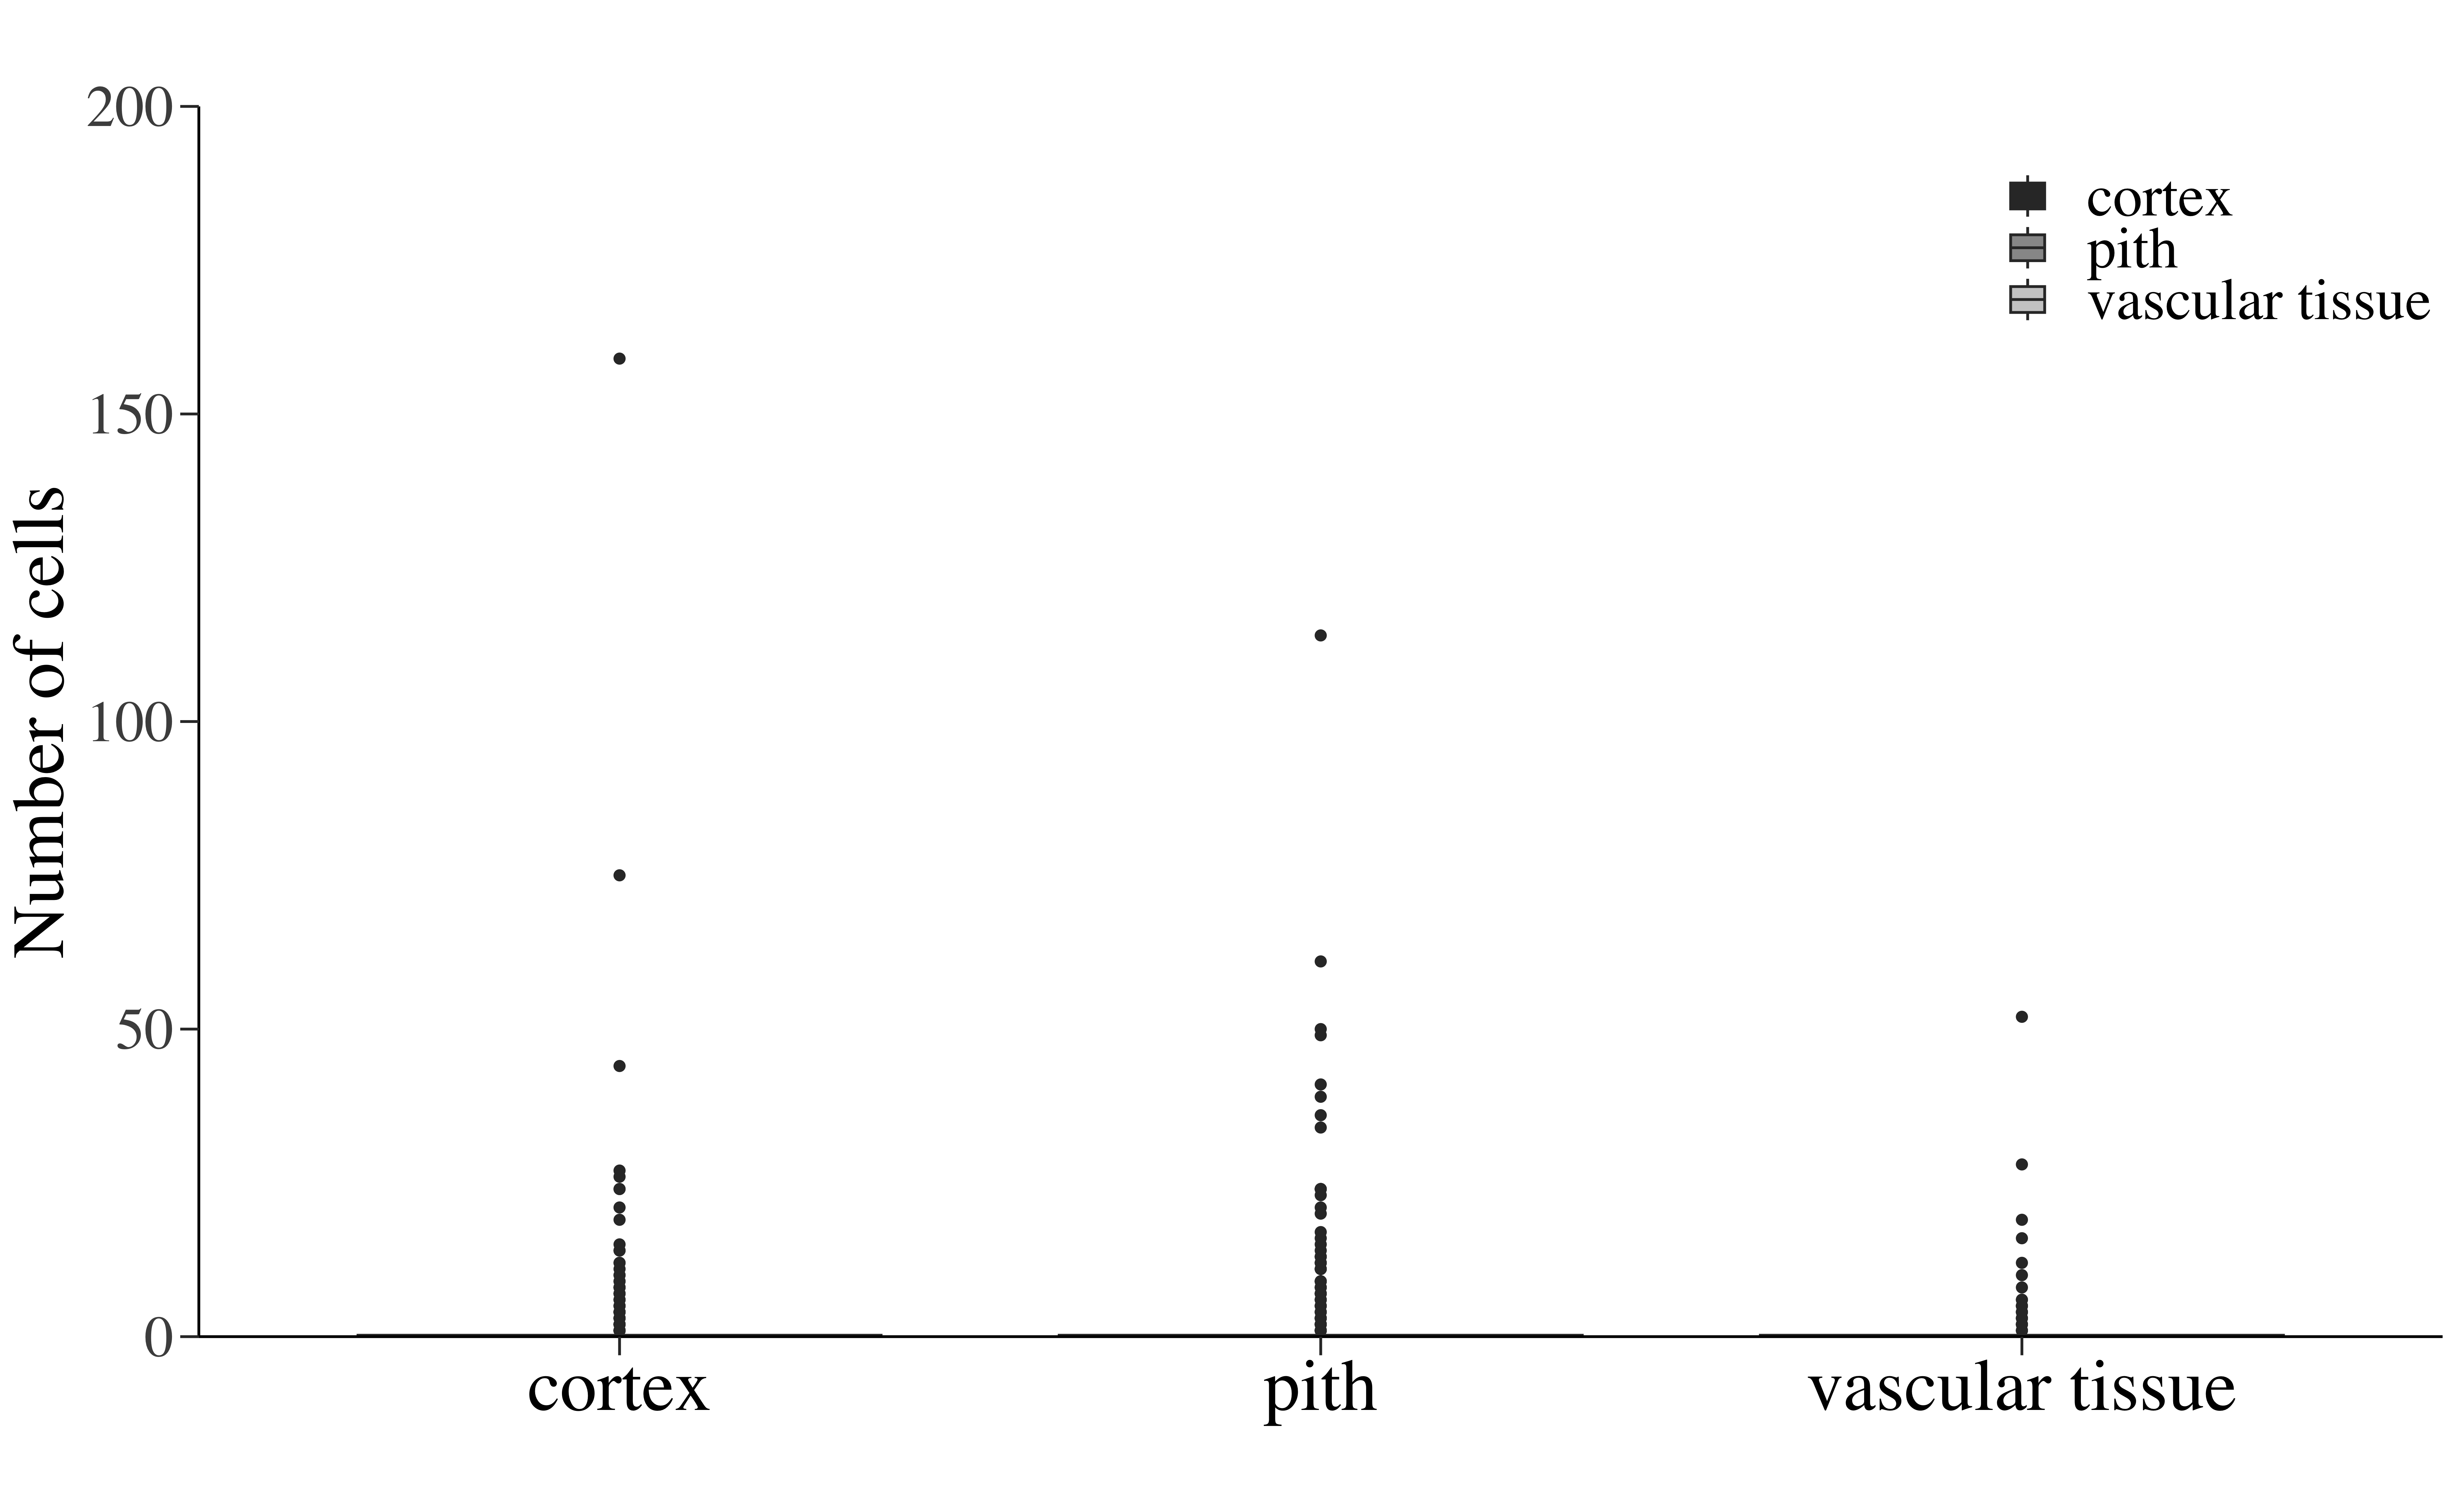 200
150
100
50
0
Number of cells
cortex
pith
vascular tissue
cortex
pith
vascular tissue